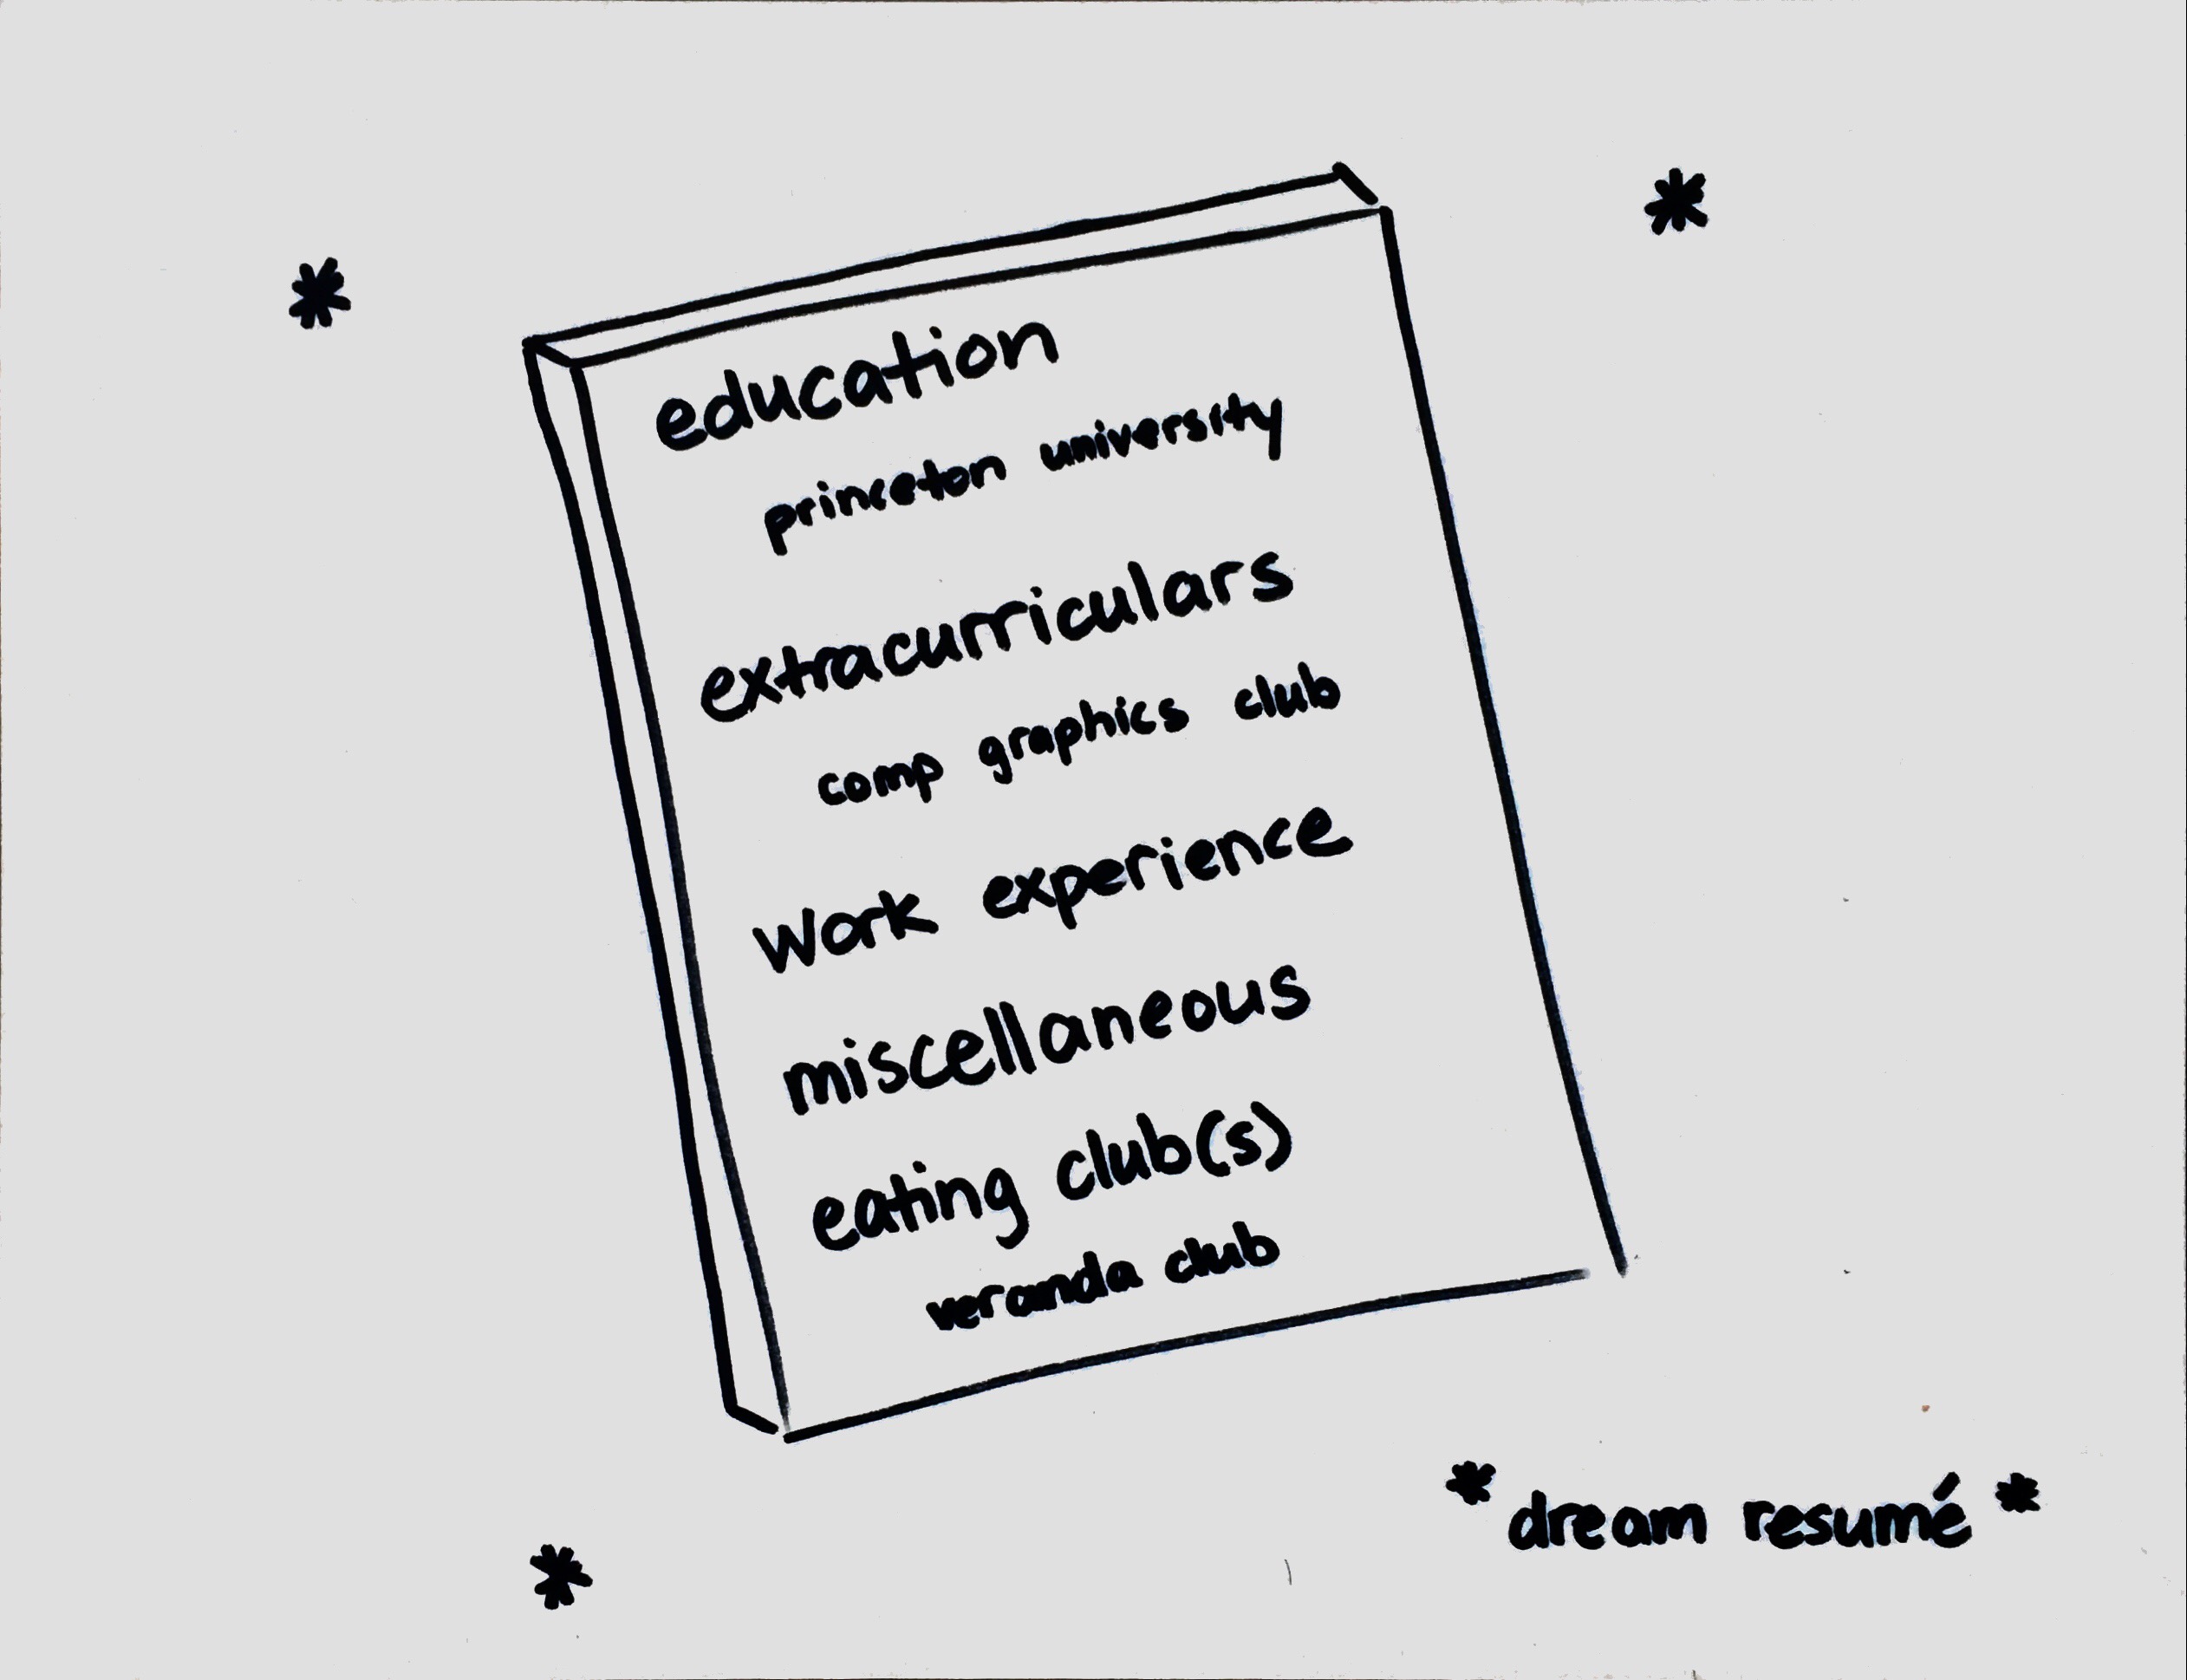 education
princeton university
extracurriculars
comp graphics club
work experience
miscellaneous
eating club(s)
veranda club
*dream resumé*